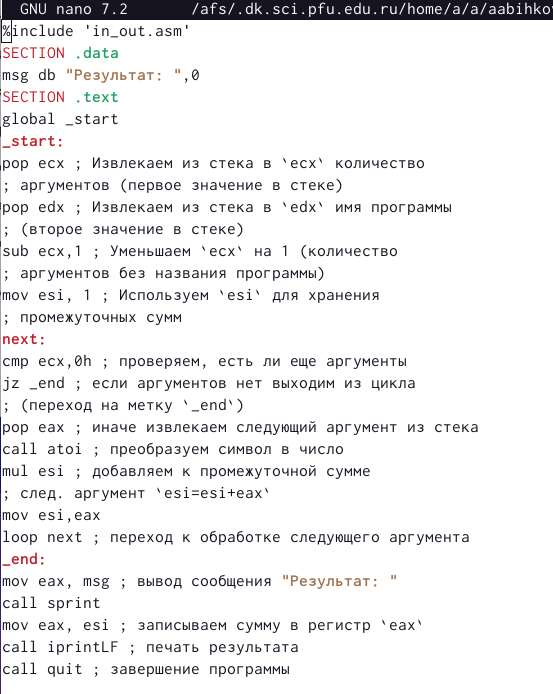 GNU nano 7.2 /afs/.dk.sci.pfu.edu.ru/home/a/a/aabihko
%include 'in_out.asm'
SECTION .data
msg db "Результат: ",0
SECTION .text
global _start
_start:
pop ecx ; Извлекаем из стека в `ecx` количество
; аргументов (первое значение в стеке)
pop edx ; Извлекаем из стека в `edx` имя программы
; (второе значение в стеке)
sub ecx,1 ; Уменьшаем `ecx` на 1 (количество
; аргументов без названия программы)
mov esi, 1 ; Используем `esi` для хранения
; промежуточных сумм
next:
cmp ecx,0h ; проверяем, есть ли еще аргументы
jz _end ; если аргументов нет выходим из цикла
; (переход на метку `_end`)
pop eax ; иначе извлекаем следующий аргумент из стека
call atoi ; преобразуем символ в число
mul esi ; добавляем к промежуточной сумме
; след. аргумент `esi=esi+eax`
mov esi,eax
loop next ; переход к обработке следующего аргумента
_end:
mov eax, msg ; вывод сообщения "Результат: "
call sprint
mov eax, esi ; записываем сумму в регистр `eax`
call iprintLF ; печать результата
call quit ; завершение программы